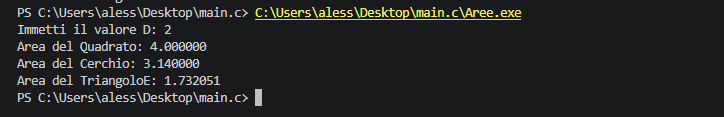 PS C:\Users\aless\Desktop\main.c> C:\Users\aless\Desktop\main.c\Aree.exe
Immetti il valore D: 2
Area del Quadrato: 4.000000
Area del Cerchio: 3.140000
Area del TriangoloE: 1.732051
PS C:\Users\aless\Desktop\main.c>